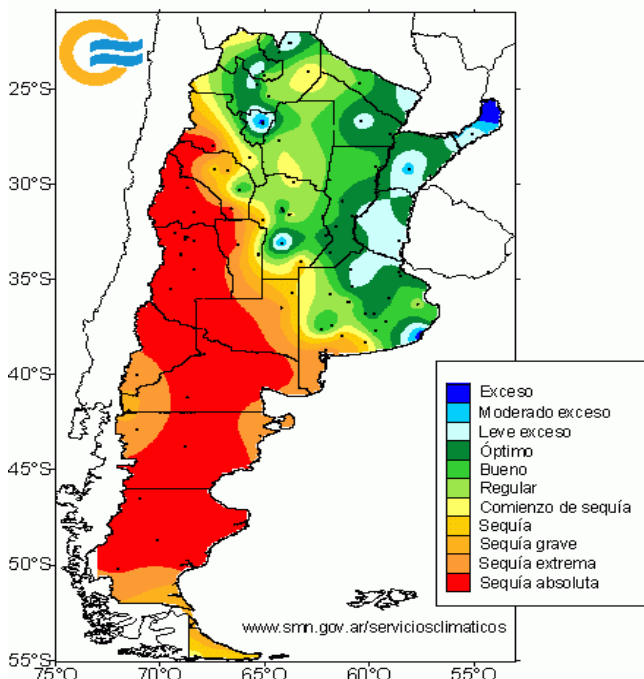 25°S
30°S
35°S
40°S
45°S
50°S
55°S
75°O
70°O
65°O
60°O
55°O
Exceso
Moderado exceso
Leve exceso
Óptimo
Bueno
Regular
Comienzo de sequía
Sequía
Sequía grave
Sequía extrema
Sequía absoluta
www.smn.gov.ar/serviciosclimaticos